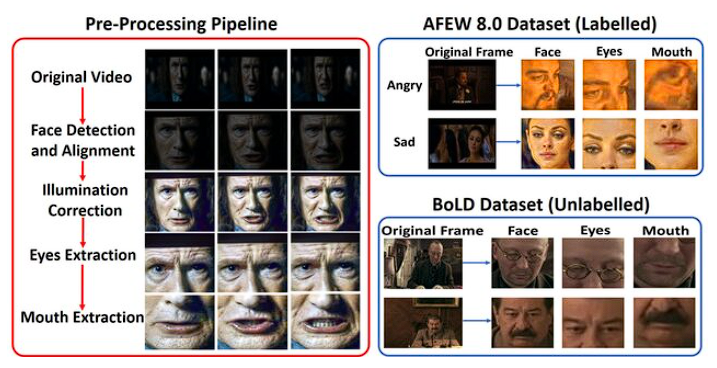 Pre-Processing Pipeline
Original Video
Face Detection
and Alignment
Illumination
Correction
Eyes Extraction
Mouth Extraction
AFEW 8.0 Dataset (Labelled)
Original Frame Face Eyes Mouth
Angry
Sad
BoLD Dataset (Unlabelled)
Original Frame Face Eyes Mouth